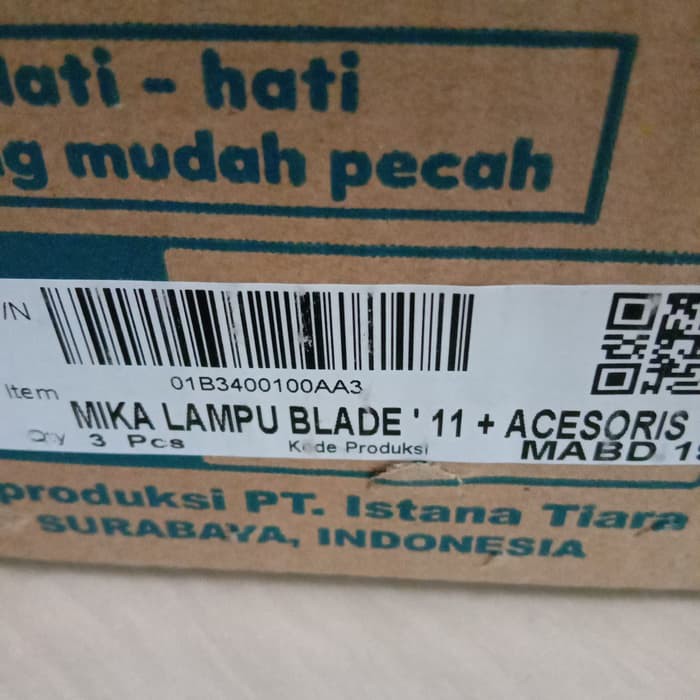 ati - hati
mudah pecah
/N
01B3400100AA3
Item MIKA LAMPU BLADE ' 11 + ACESORIS
Qty 3 Pcs Kode Produksi MABD 1
produksi PT. Istana Tiara
SURABAYA, INDONESIA